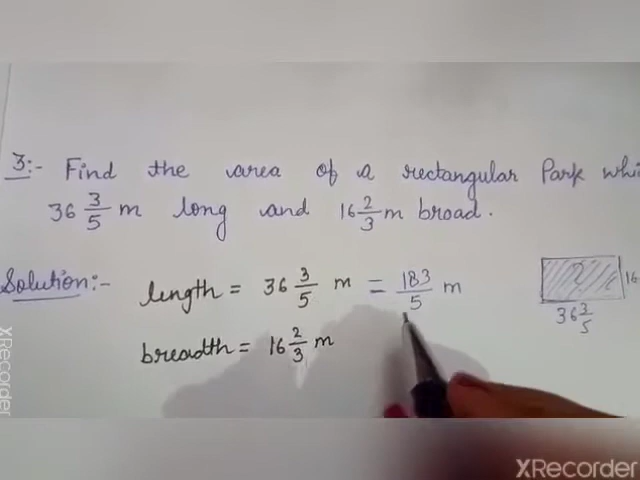 3:- Find the area of a rectangular Park whi
36 3/5 m long and 16 2/3 m broad.
Solution:- length = 36 3/5 m = 183/5 m
breadth = 16 2/3 m
16
36 3/5
XRecorder
XRecorder